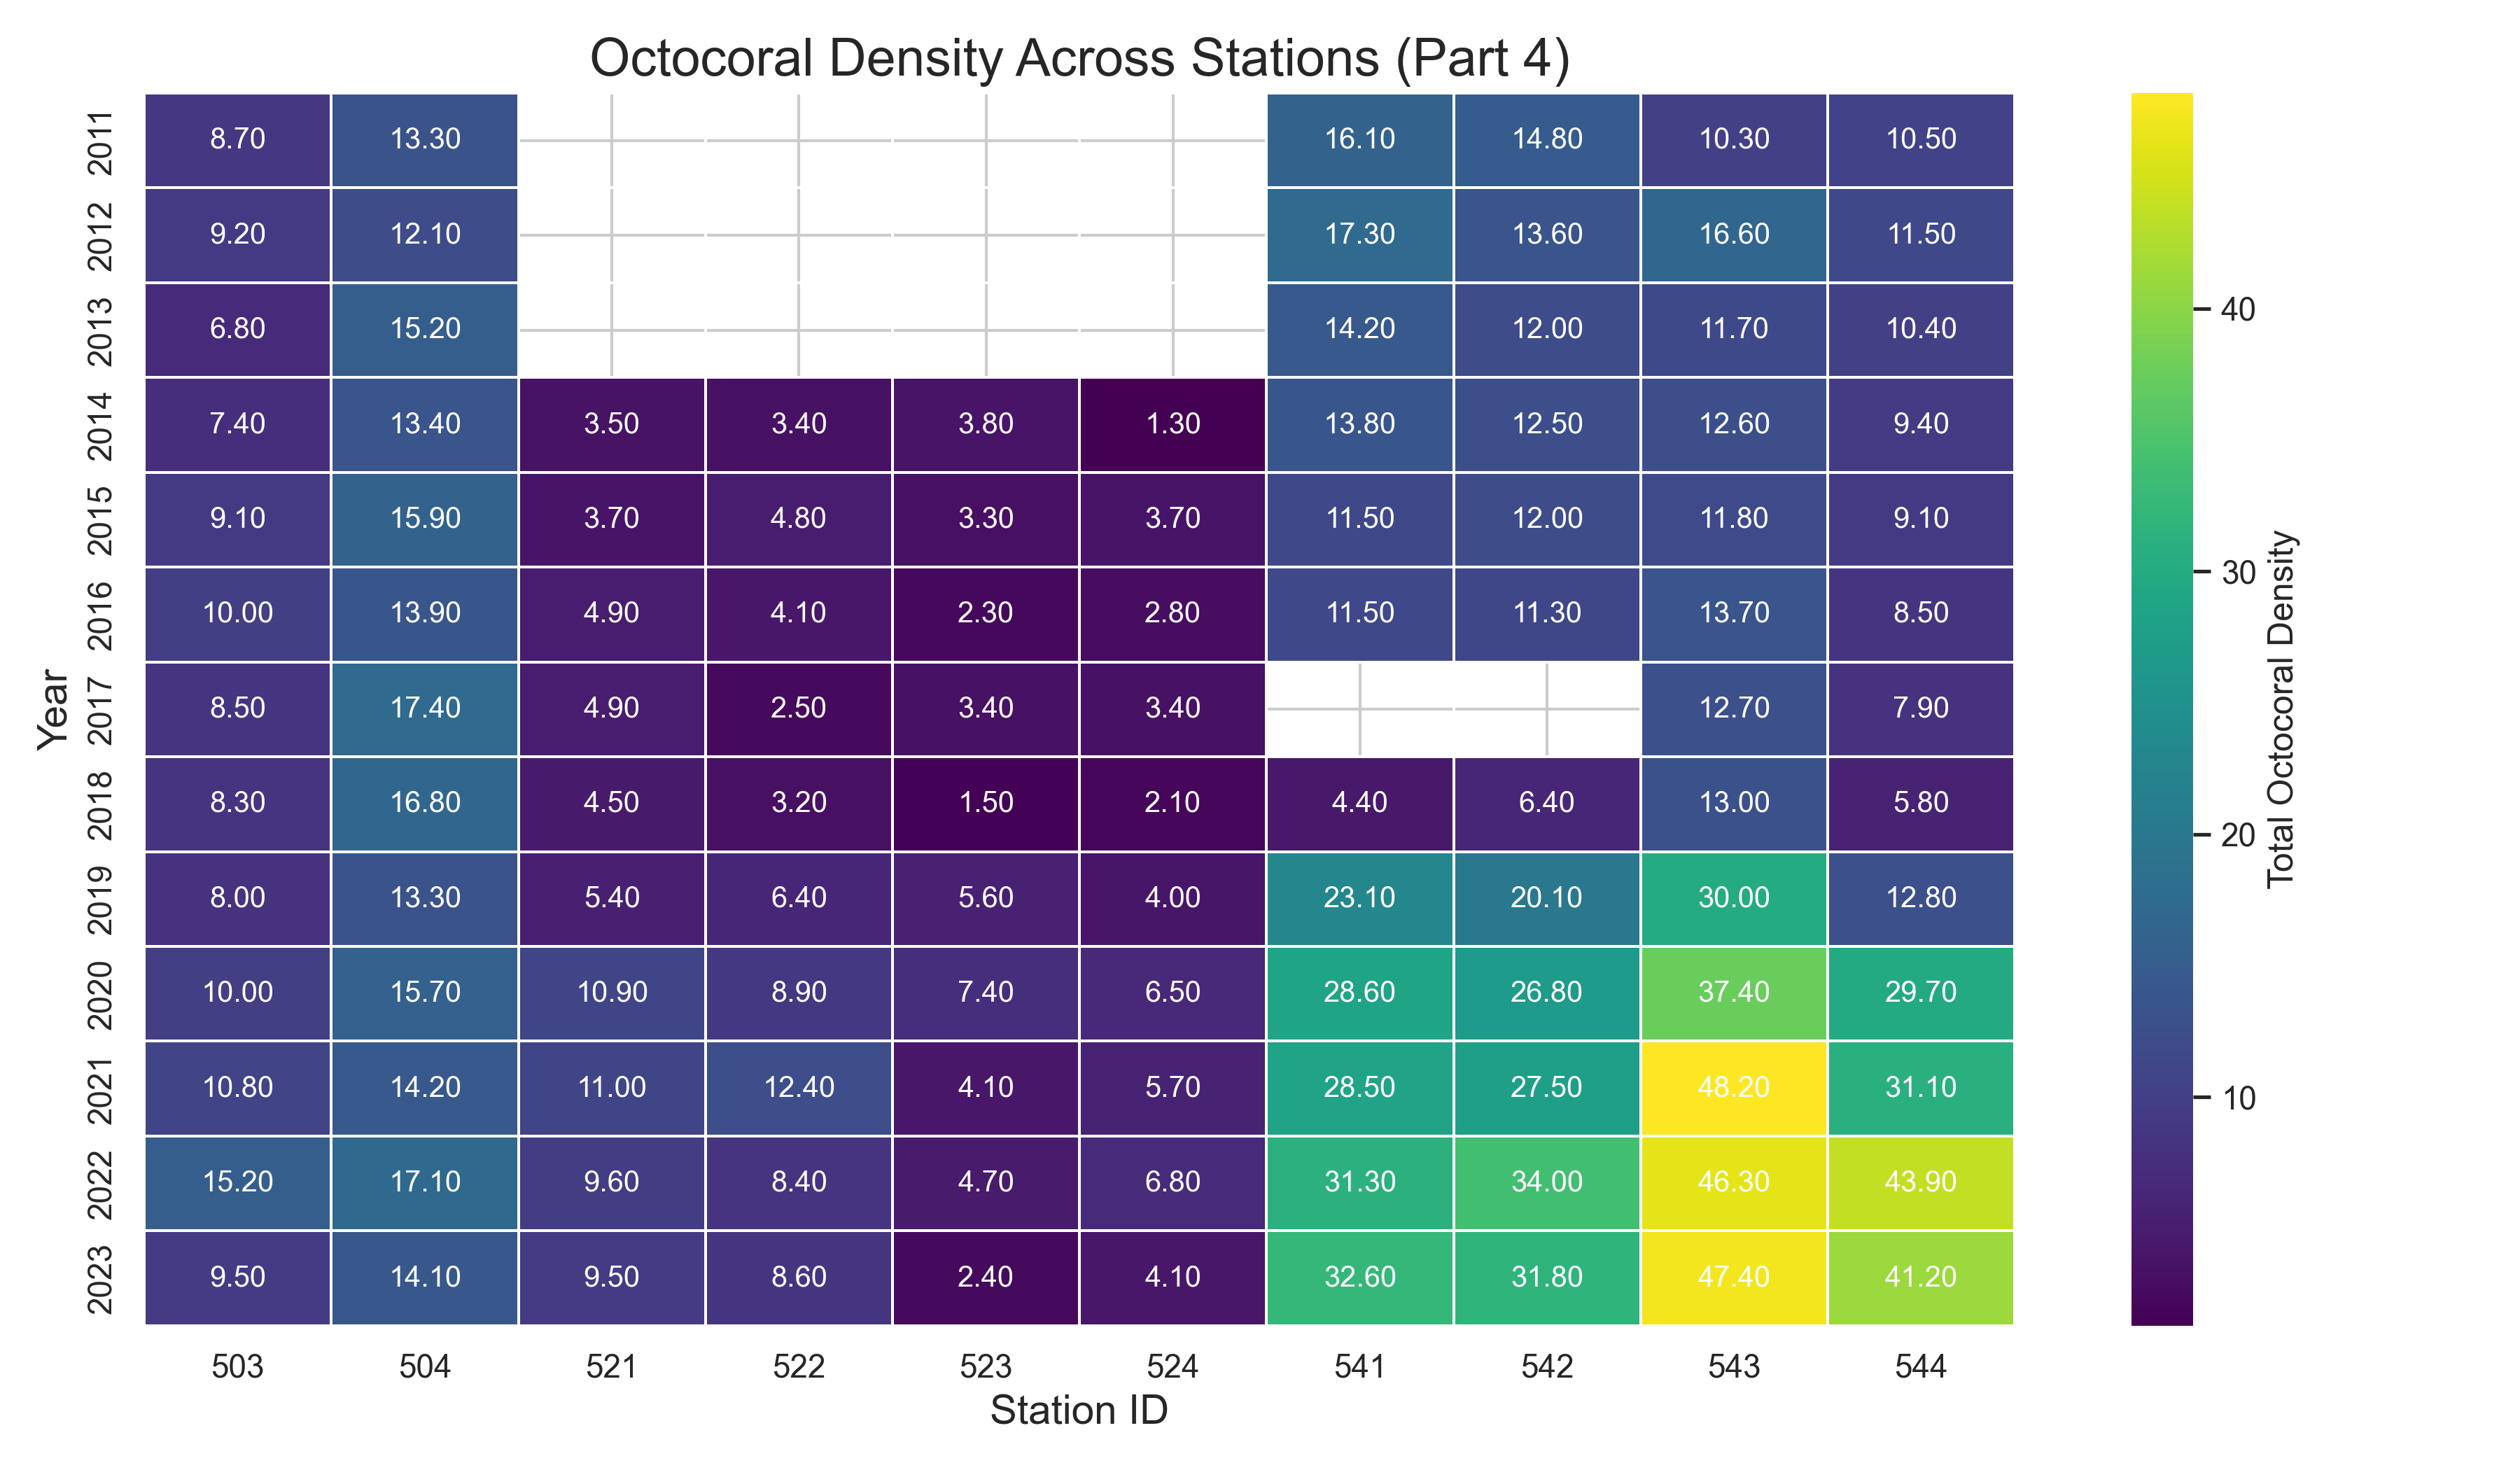 Octocoral Density Across Stations (Part 4)
2011 8.70 13.30 16.10 14.80 10.30 10.50
2012 9.20 12.10 17.30 13.60 16.60 11.50
2013 6.80 15.20 14.20 12.00 11.70 10.40
2014 7.40 13.40 3.50 3.40 3.80 1.30 13.80 12.50 12.60 9.40
2015 9.10 15.90 3.70 4.80 3.30 3.70 11.50 12.00 11.80 9.10
2016 10.00 13.90 4.90 4.10 2.30 2.80 11.50 11.30 13.70 8.50
2017 8.50 17.40 4.90 2.50 3.40 3.40 12.70 7.90
2018 8.30 16.80 4.50 3.20 1.50 2.10 4.40 6.40 13.00 5.80
2019 8.00 13.30 5.40 6.40 5.60 4.00 23.10 20.10 30.00 12.80
2020 10.00 15.70 10.90 8.90 7.40 6.50 28.60 26.80 37.40 29.70
2021 10.80 14.20 11.00 12.40 4.10 5.70 28.50 27.50 48.20 31.10
2022 15.20 17.10 9.60 8.40 4.70 6.80 31.30 34.00 46.30 43.90
2023 9.50 14.10 9.50 8.60 2.40 4.10 32.60 31.80 47.40 41.20
503 504 521 522 523 524 541 542 543 544
Station ID
Year
40
30
20
10
Total Octocoral Density